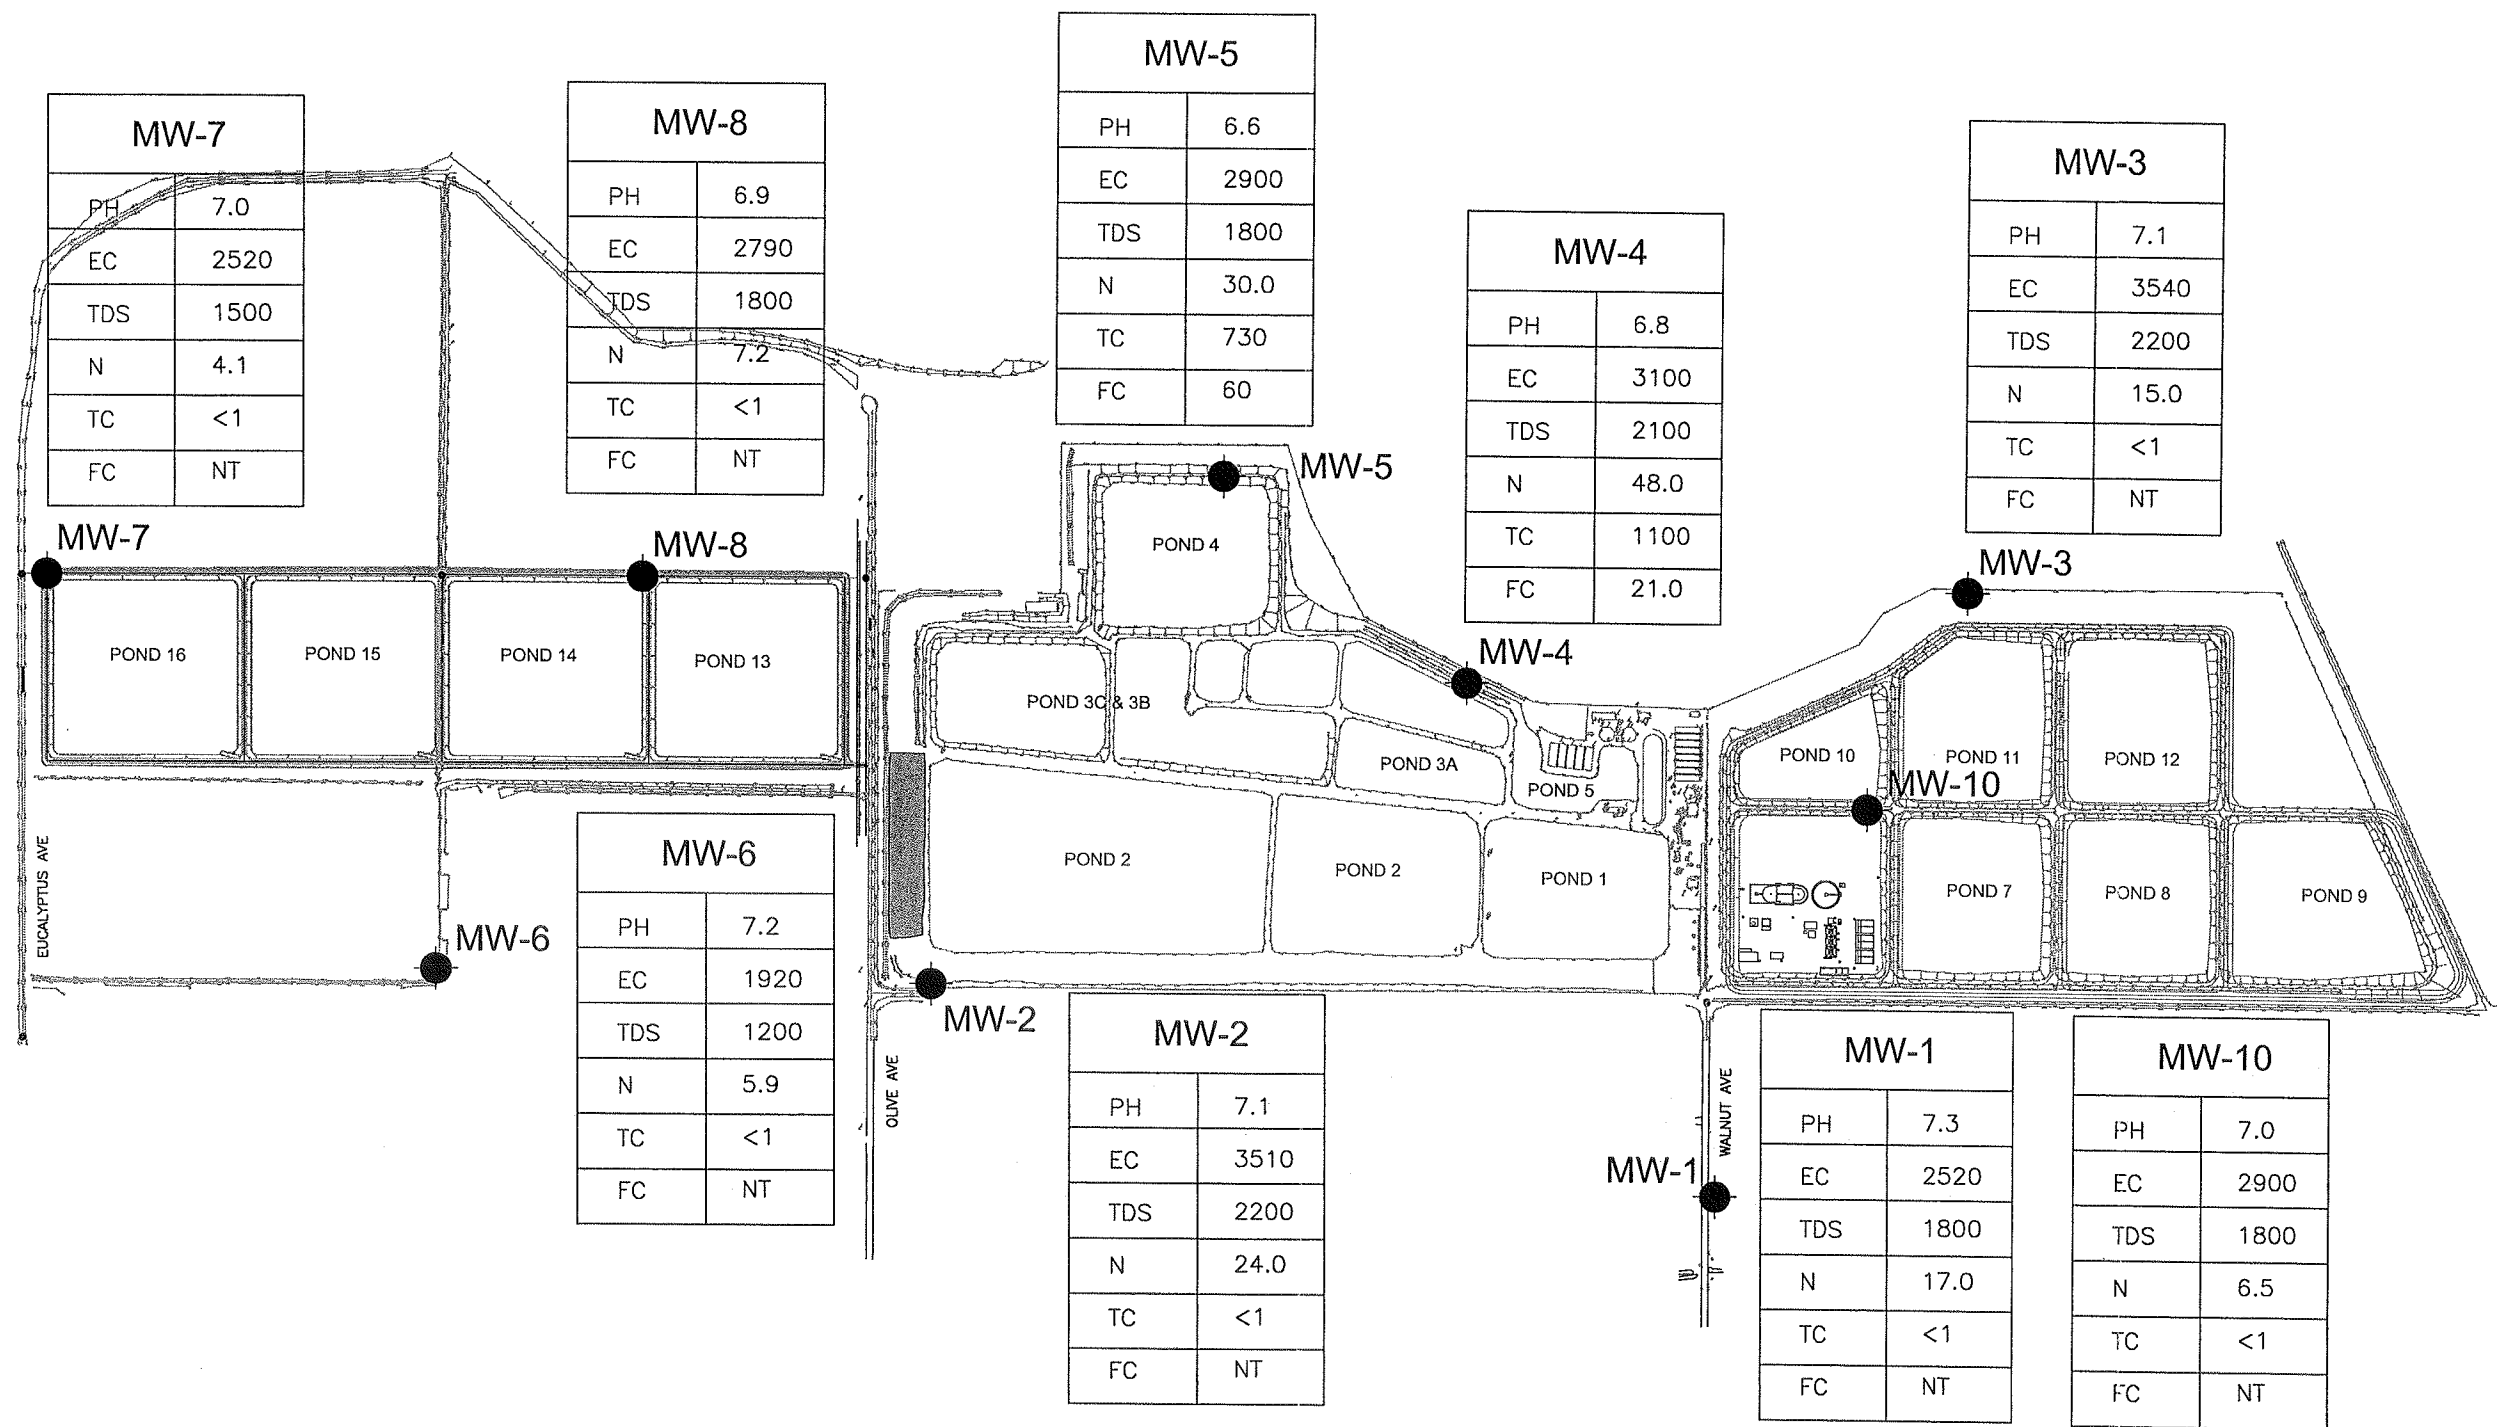 MW-5
PH 6.6
EC 2900
TDS 1800
N 30.0
TC 730
FC 60
MW-8
PH 6.9
EC 2790
TDS 1800
N 7.2
TC <1
FC NT
MW-7
PH 7.0
EC 2520
TDS 1500
N 4.1
TC <1
FC NT
MW-3
PH 7.1
EC 3540
TDS 2200
N 15.0
TC <1
FC NT
MW-4
PH 6.8
EC 3100
TDS 2100
N 48.0
TC 1100
FC 21.0
MW-5
MW-7
MW-8
MW-3
MW-4
POND 4
POND 16
POND 15
POND 14
POND 13
POND 3C & 3B
POND 3A
POND 5
POND 10
POND 11
POND 12
MW-10
POND 2
POND 2
POND 1
POND 7
POND 8
POND 9
EUCALYPTUS AVE
MW-6
MW-6
PH 7.2
EC 1920
TDS 1200
N 5.9
TC <1
FC NT
MW-2
OLIVE AVE
MW-2
PH 7.1
EC 3510
TDS 2200
N 24.0
TC <1
FC NT
MW-1
WALNUT AVE
MW-1
PH 7.3
EC 2520
TDS 1800
N 17.0
TC <1
FC NT
MW-10
PH 7.0
EC 2900
TDS 1800
N 6.5
TC <1
FC NT